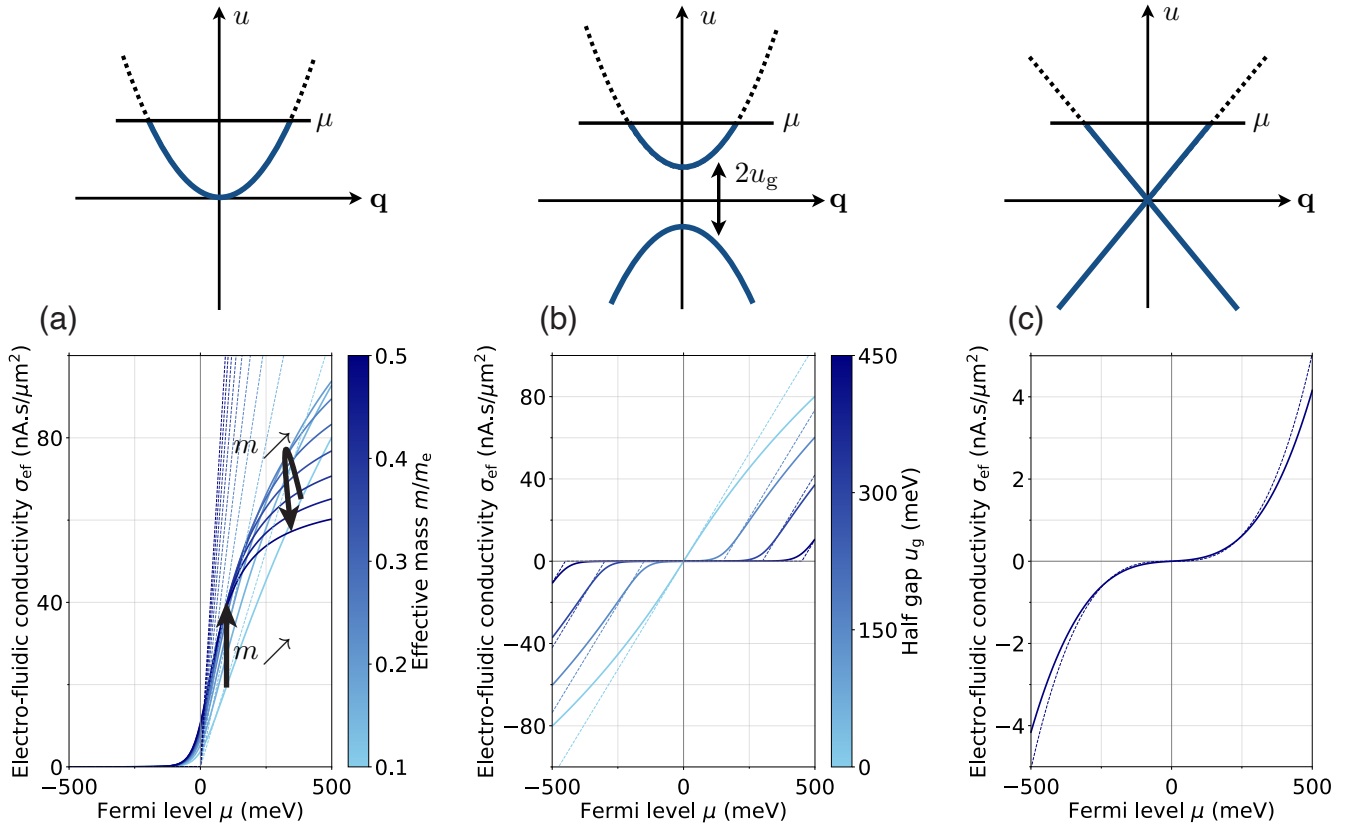 u
μ
q
u
μ
2u_g
q
u
μ
q
(a)
(b)
(c)
Electro-fluidic conductivity σ_ef (nA.s/μm²)
80
40
0
−500
0
500
Fermi level μ (meV)
m ↗
m ↗
0.5
0.4
0.3
0.2
0.1
Effective mass m/m_e
Electro-fluidic conductivity σ_ef (nA.s/μm²)
80
40
0
−40
−80
−500
0
500
Fermi level μ (meV)
450
300
150
0
Half gap u_g (meV)
Electro-fluidic conductivity σ_ef (nA.s/μm²)
4
2
0
−2
−4
−500
0
500
Fermi level μ (meV)